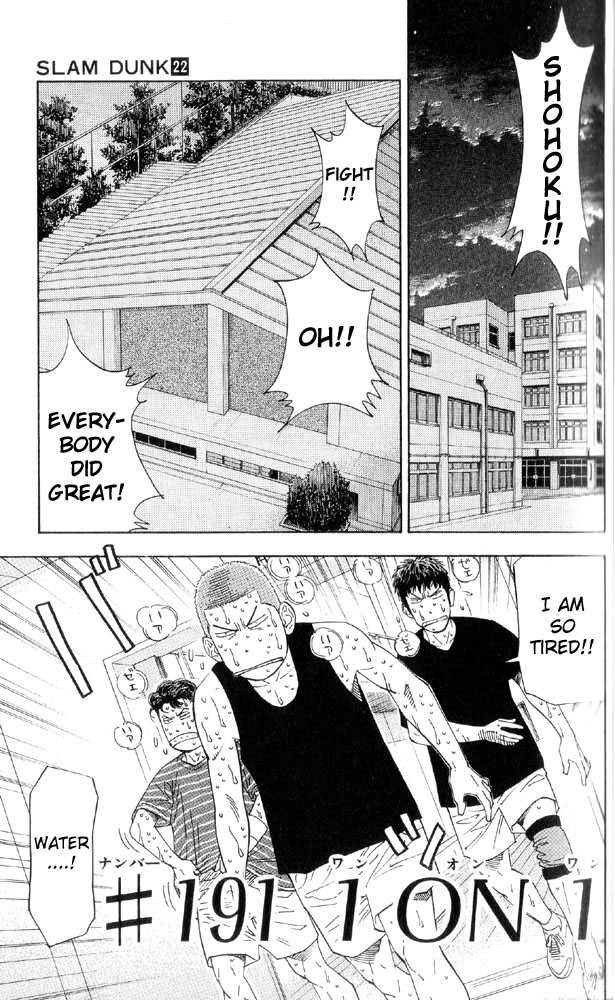 SLAM DUNK 22
SHOHOKU!!
FIGHT
!!
OH!!
EVERY-
BODY
DID
GREAT!
I AM
SO
TIRED!!
WATER
....!
ナンバー ワン オン ワン
#191 1 ON 1